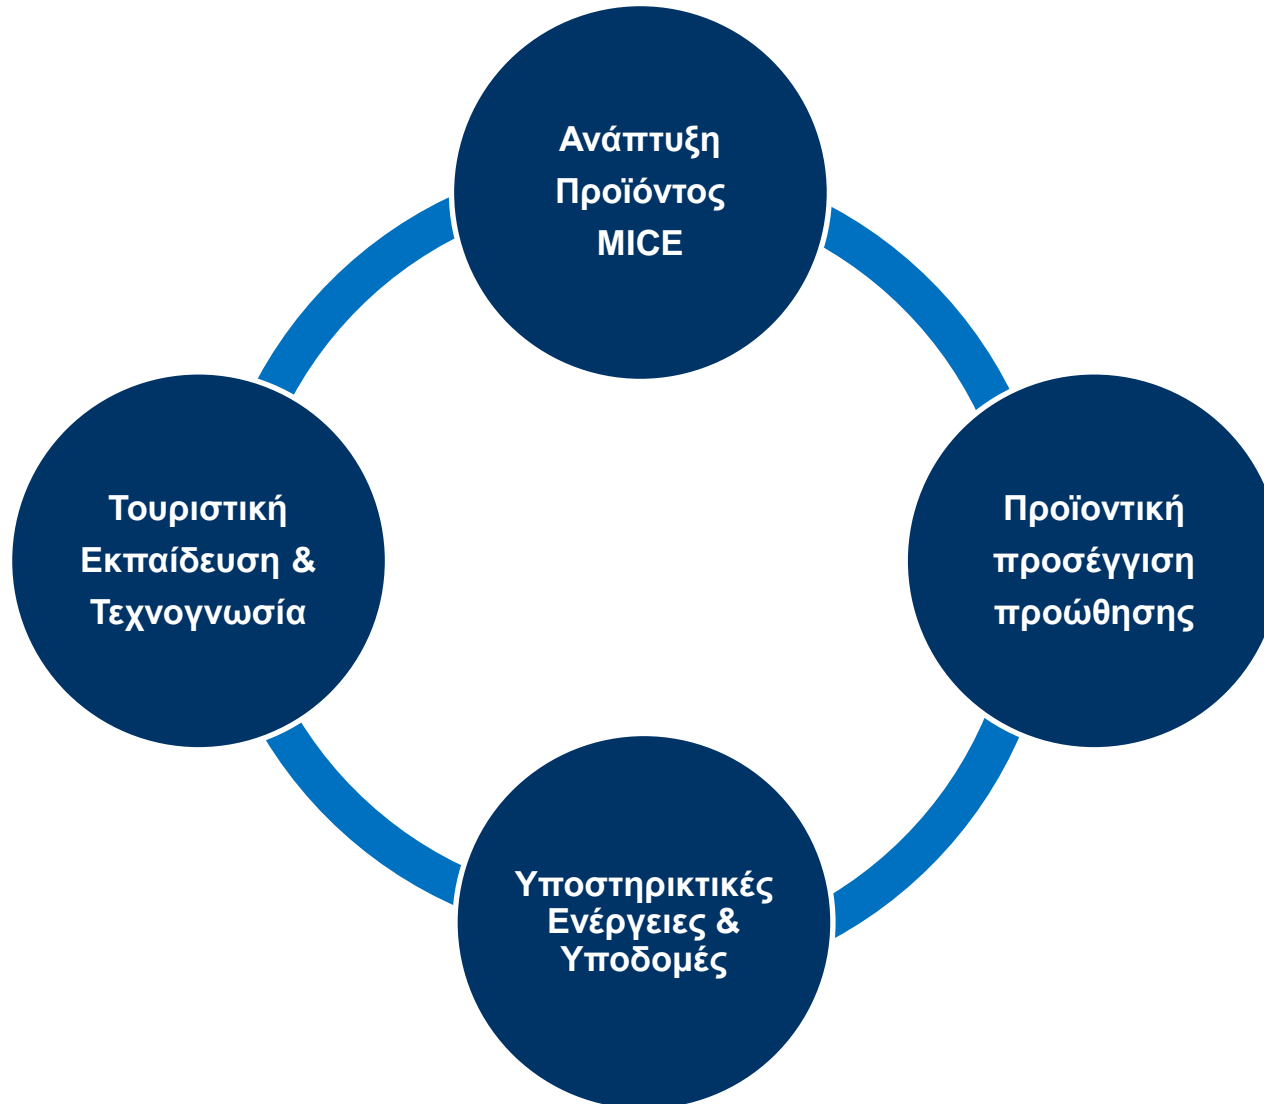 Ανάπτυξη
Προϊόντος
MICE
Τουριστική
Εκπαίδευση &
Τεχνογνωσία
Προϊοντική
προσέγγιση
προώθησης
Υποστηρικτικές
Ενέργειες &
Υποδομές